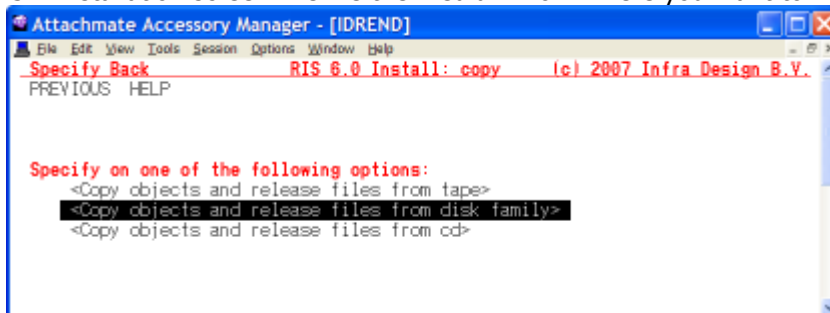 Attachmate Accessory Manager - [IDREND]
File Edit View Tools Session Options Window Help
Specify Back RIS 6.0 Install: copy (c) 2007 Infra Design B.V.
PREVIOUS HELP
Specify on one of the following options:
<Copy objects and release files from tape>
<Copy objects and release files from disk family>
<Copy objects and release files from cd>